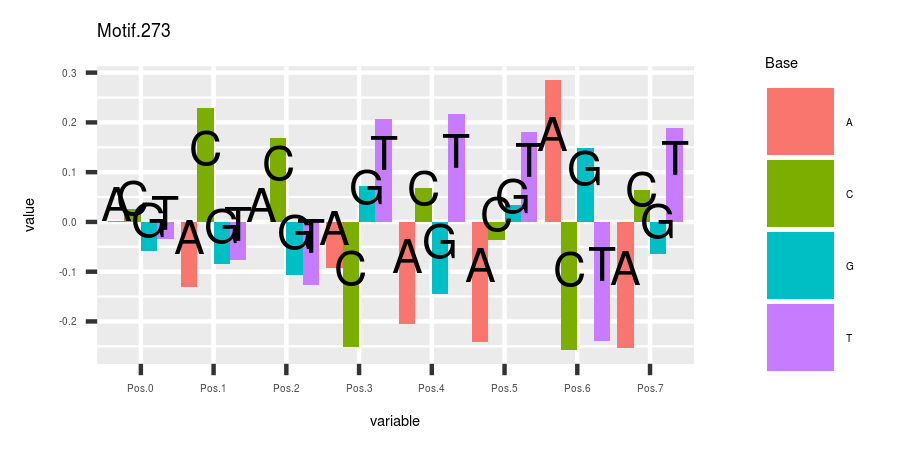 Motif.273
value
0.3
0.2
0.1
0.0
-0.1
-0.2
A C G T A C G T A C G T A C G T A C G T A C G T A C G T A C G T
Pos.0 Pos.1 Pos.2 Pos.3 Pos.4 Pos.5 Pos.6 Pos.7
variable
Base
A
C
G
T